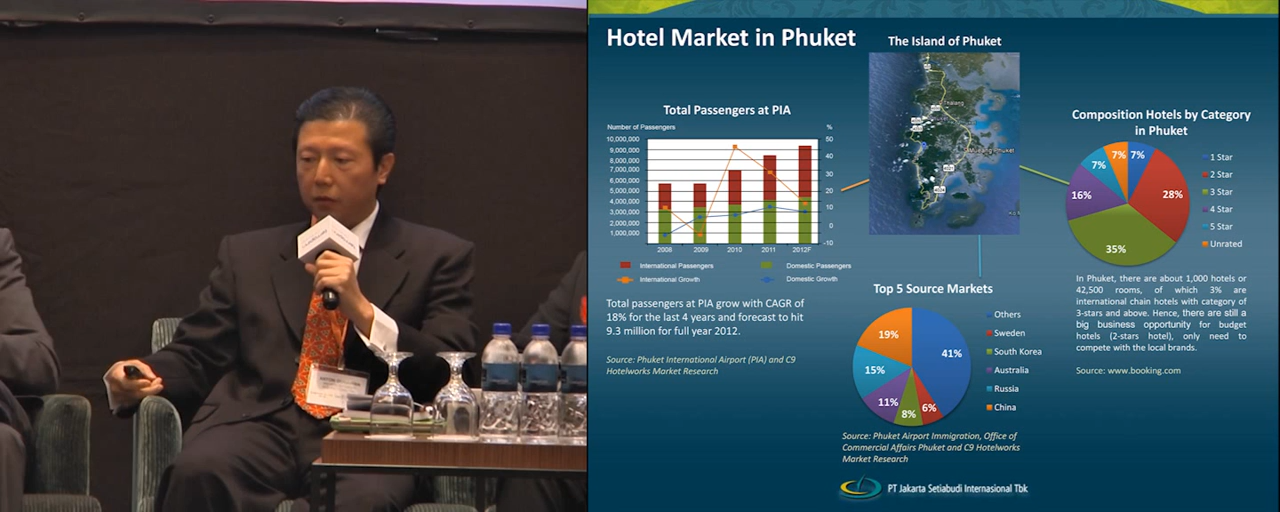 Hotel Market in Phuket
The Island of Phuket
Total Passengers at PIA
Number of Passengers
%
10,000,000
9,000,000
8,000,000
7,000,000
6,000,000
5,000,000
4,000,000
3,000,000
2,000,000
1,000,000
50
40
30
20
10
0
-10
2008
2009
2010
2011
2012F
International Passengers
Domestic Passengers
International Growth
Domestic Growth
Total passengers at PIA grow with CAGR of
18% for the last 4 years and forecast to hit
9.3 million for full year 2012.
Source: Phuket International Airport (PIA) and C9
Hotelworks Market Research
Thalang
Top 5 Source Markets
41%
6%
8%
11%
15%
19%
Others
Sweden
South Korea
Australia
Russia
China
Source: Phuket Airport Immigration, Office of
Commercial Affairs Phuket and C9 Hotelworks
Market Research
Composition Hotels by Category
in Phuket
7%
28%
35%
16%
7%
7%
1 Star
2 Star
3 Star
4 Star
5 Star
Unrated
In Phuket, there are about 1,000 hotels or
42,500 rooms, of which 3% are
international chain hotels with category of
3-stars and above. Hence, there are still a
big business opportunity for budget
hotels (2-stars hotel), only need to
compete with the local brands.
Source: www.booking.com
PT Jakarta Setiabudi Internasional Tbk